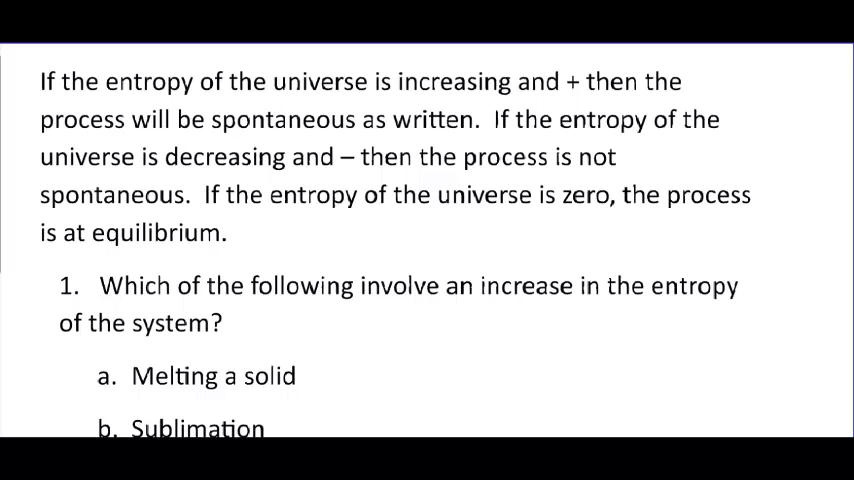 If the entropy of the universe is increasing and + then the
process will be spontaneous as written.  If the entropy of the
universe is decreasing and – then the process is not
spontaneous.  If the entropy of the universe is zero, the process
is at equilibrium.
1.   Which of the following involve an increase in the entropy
of the system?
a.  Melting a solid
b.  Sublimation